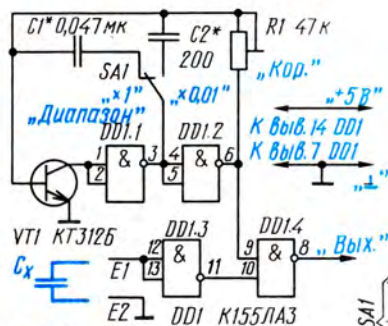 C1* 0,047 мк
C2*
200
R1 47 к
SA1
„Кор."
„×1"
„×0,01"
„Диапазон"
„+5 В"
DD1.1
DD1.2
К выв.14 DD1
К выв.7 DD1
&
&
1
2
3
4
5
6
„⊥"
VT1 КТ312Б
DD1.3
DD1.4
&
&
12
13
11
9
10
8
„Вых."
Cx
E1
E2
DD1 К155ЛА3
SA1